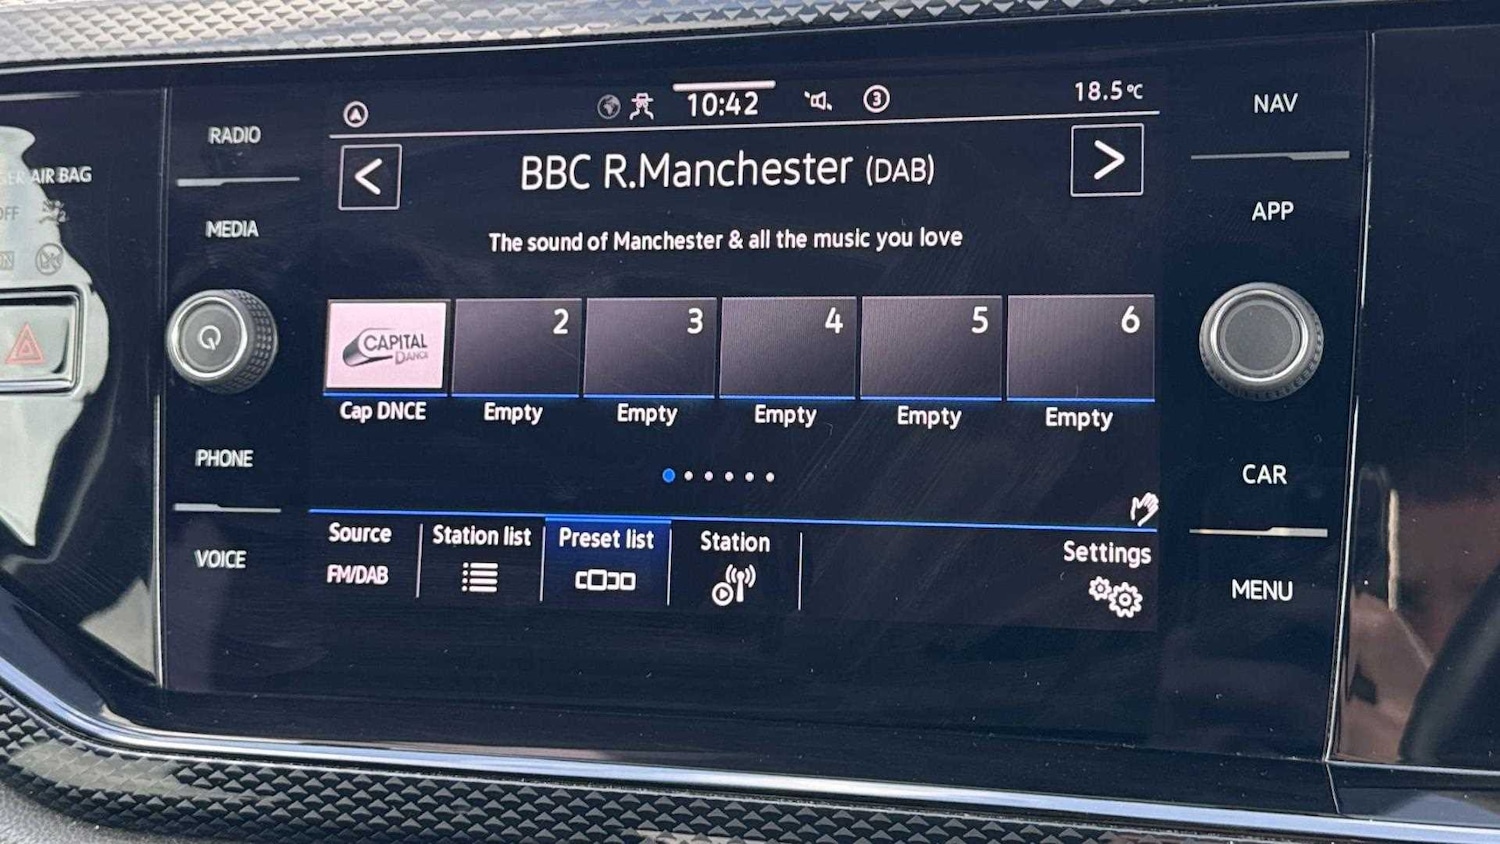 10:42
3
18.5°C
RADIO
NAV
< BBC R.Manchester (DAB) >
AIR BAG
MEDIA
The sound of Manchester & all the music you love
APP
CAPITAL
DANCE
2
3
4
5
6
Cap DNCE
Empty
Empty
Empty
Empty
Empty
PHONE
CAR
Source
Station list
Preset list
Station
Settings
FM/DAB
VOICE
MENU